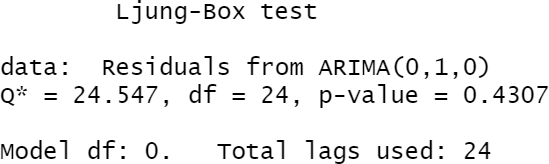 Ljung-Box test
data:  Residuals from ARIMA(0,1,0)
Q* = 24.547, df = 24, p-value = 0.4307
Model df: 0.   Total lags used: 24